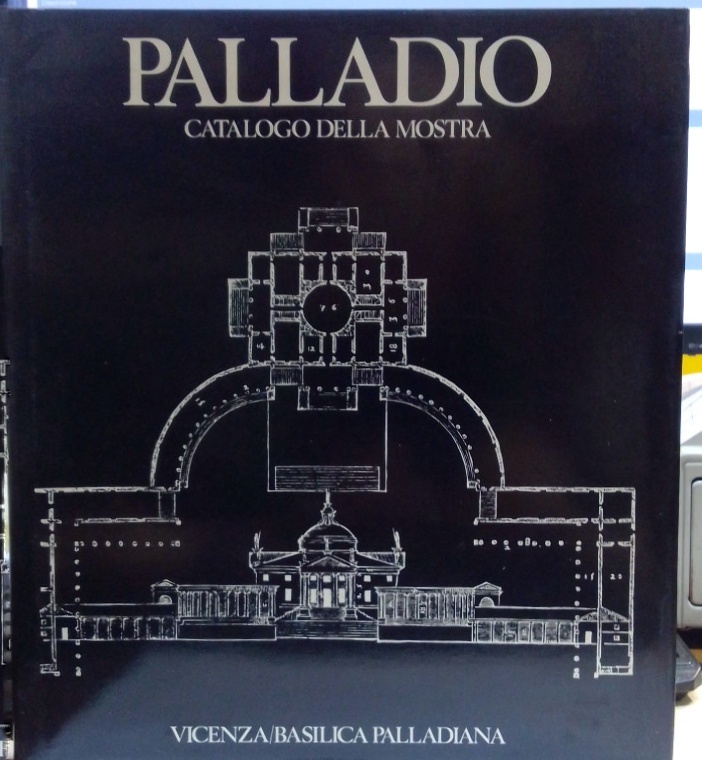 PALLADIO
CATALOGO DELLA MOSTRA
VICENZA/BASILICA PALLADIANA